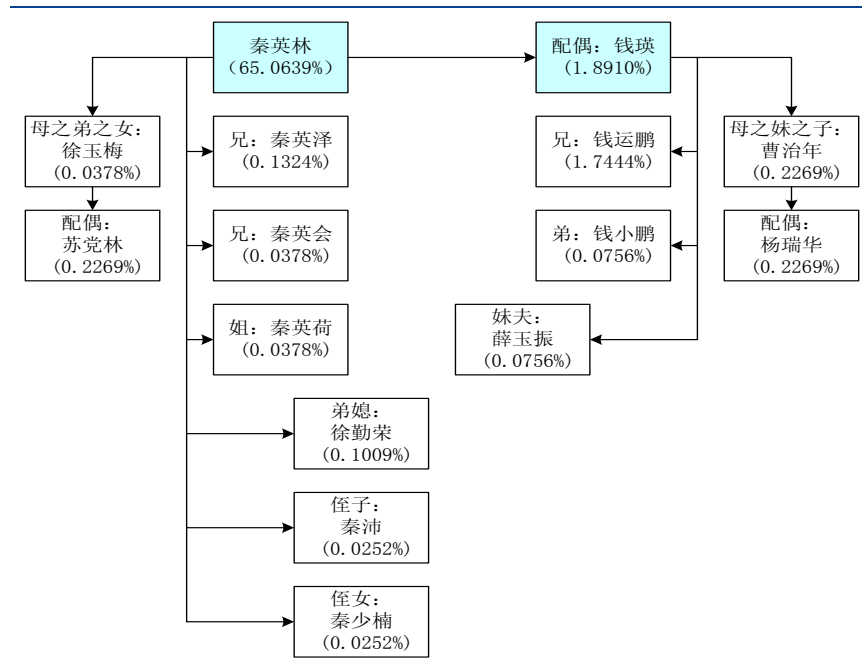 秦英林
（65.0639%）
配偶：钱瑛
(1.8910%)
母之弟之女：
徐玉梅
(0.0378%)
兄：秦英泽
(0.1324%)
兄：钱运鹏
(1.7444%)
母之妹之子：
曹治年
(0.2269%)
配偶：
苏党林
(0.2269%)
兄：秦英会
(0.0378%)
弟：钱小鹏
(0.0756%)
配偶：
杨瑞华
(0.2269%)
姐：秦英荷
(0.0378%)
妹夫：
薛玉振
(0.0756%)
弟媳：
徐勤荣
(0.1009%)
侄子：
秦沛
(0.0252%)
侄女：
秦少楠
(0.0252%)